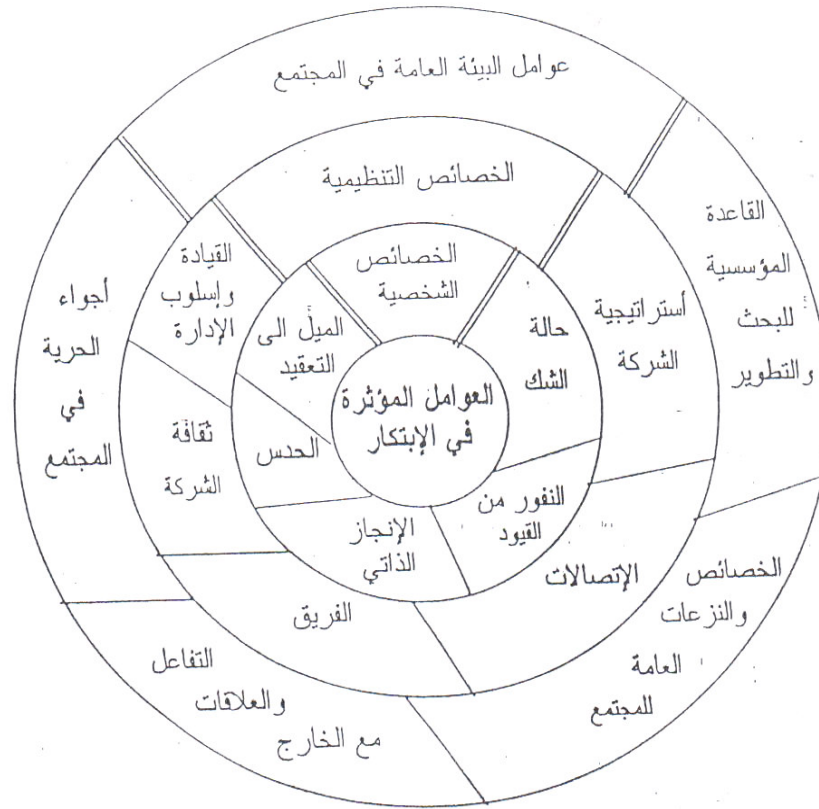 عوامل البيئة العامة في المجتمع
الخصائص التنظيمية
الخصائص
الشخصية
القاعدة
المؤسسية
للبحث
والتطوير
أستراتيجية
الشركة
حالة
الشك
القيادة
وإسلوب
الإدارة
الميل الى
التعقيد
أجواء
الحرية
في
المجتمع
العوامل المؤثرة
في الإبتكار
ثقافة
الشركة
الحدس
النفور من
القيود
الإنجاز
الذاتي
الإتصالات
الخصائص
والنزعات
العامة
للمجتمع
الفريق
التفاعل
والعلاقات
مع الخارج